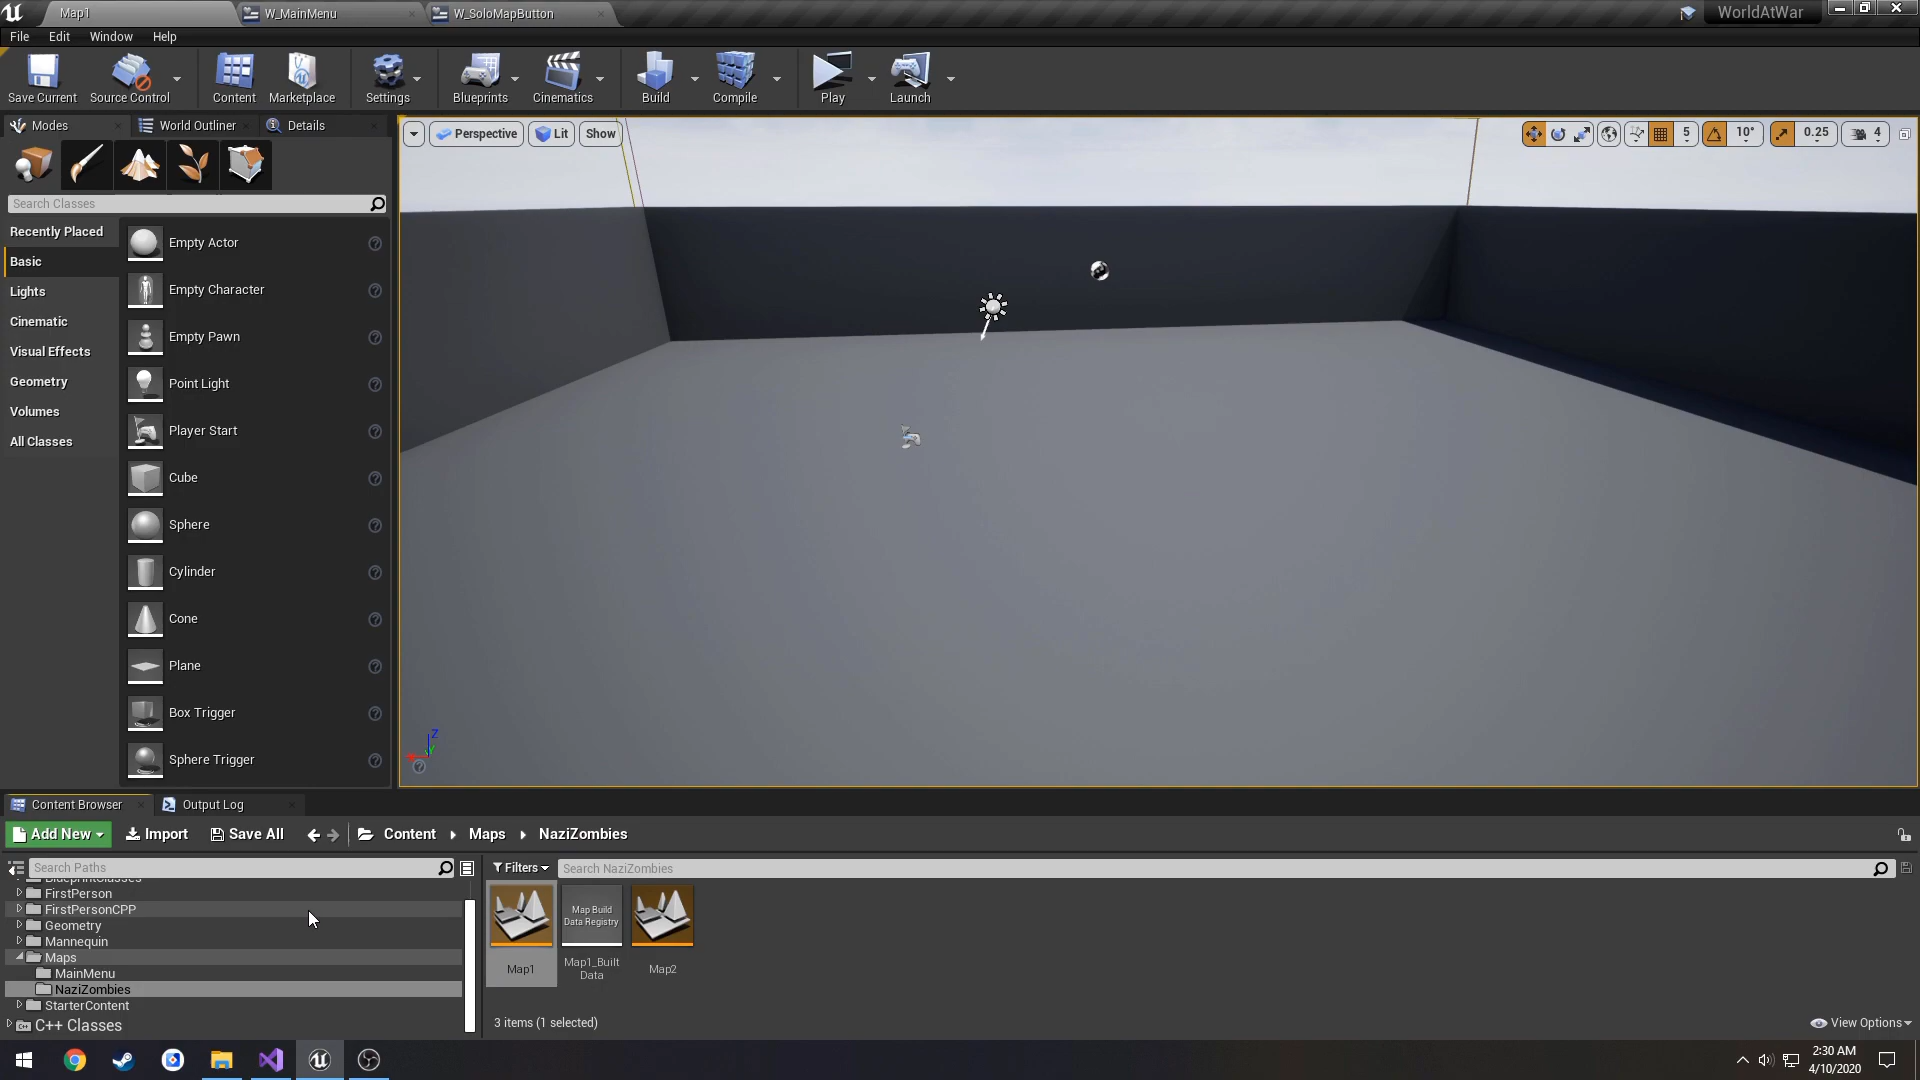 Map1
W_MainMenu
W_SoloMapButton
WorldAtWar
File
Edit
Window
Help
Save Current
Source Control
Content
Marketplace
Settings
Blueprints
Cinematics
Build
Compile
Play
Launch
Modes
World Outliner
Details
Perspective
Lit
Show
5
10°
0.25
4
Search Classes
Recently Placed
Basic
Lights
Cinematic
Visual Effects
Geometry
Volumes
All Classes
Empty Actor
Empty Character
Empty Pawn
Point Light
Player Start
Cube
Sphere
Cylinder
Cone
Plane
Box Trigger
Sphere Trigger
Z
Content Browser
Output Log
Add New
Import
Save All
Content
Maps
NaziZombies
Search Paths
Filters
Search NaziZombies
BlueprintClasses
FirstPerson
FirstPersonCPP
Geometry
Mannequin
Maps
MainMenu
NaziZombies
StarterContent
C++ Classes
Map Build
Data Registry
Map1
Map1_Built
Data
Map2
3 items (1 selected)
View Options
2:30 AM
4/10/2020